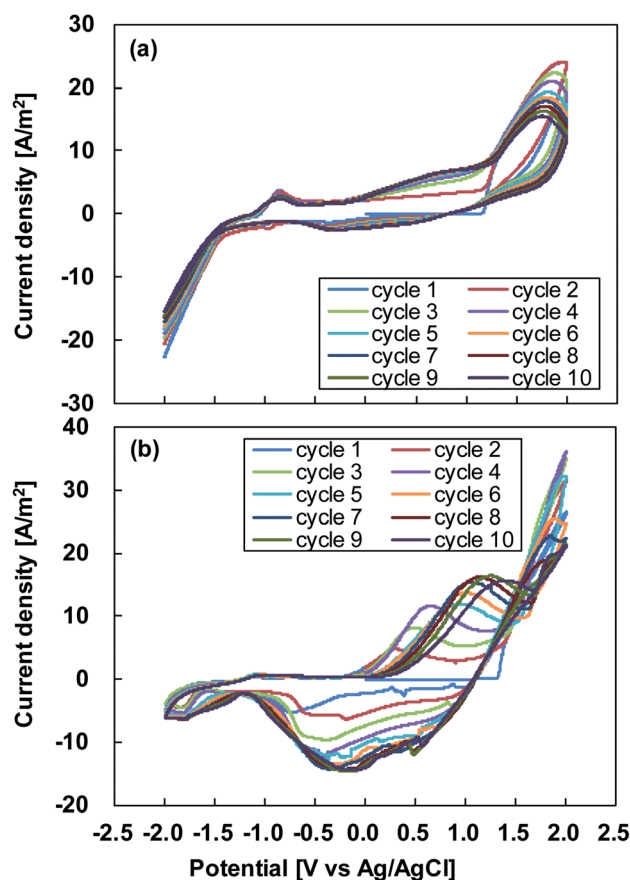 (a)
30
20
10
0
-10
-20
-30
Current density [A/m²]
cycle 1 cycle 2
cycle 3 cycle 4
cycle 5 cycle 6
cycle 7 cycle 8
cycle 9 cycle 10
(b)
40
30
20
10
0
-10
-20
Current density [A/m²]
cycle 1 cycle 2
cycle 3 cycle 4
cycle 5 cycle 6
cycle 7 cycle 8
cycle 9 cycle 10
-2.5 -2.0 -1.5 -1.0 -0.5 0.0 0.5 1.0 1.5 2.0 2.5
Potential [V vs Ag/AgCl]